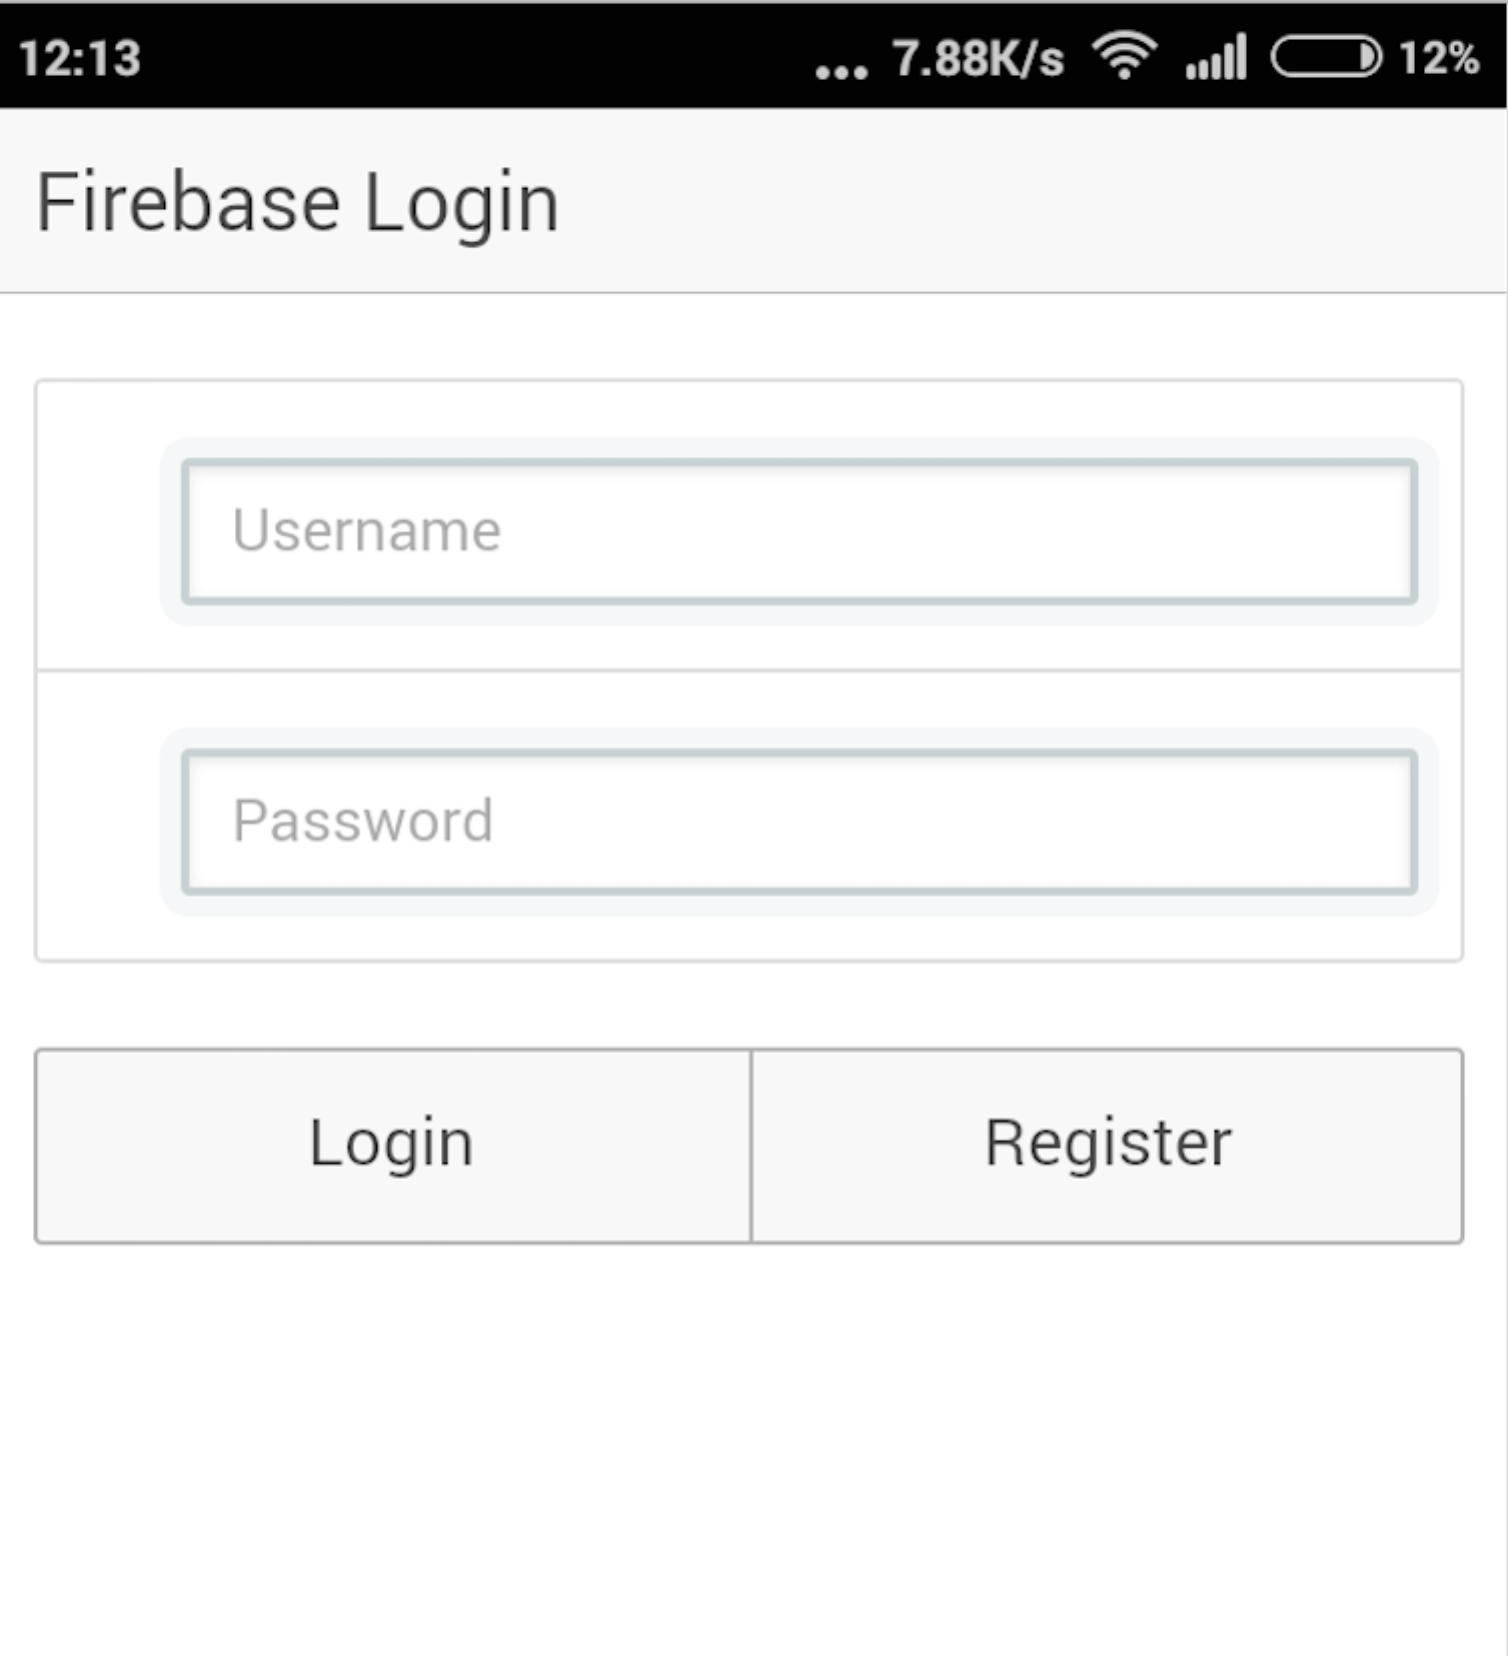 12:13 ... 7.88K/s 12%
Firebase Login
Username
Password
Login Register